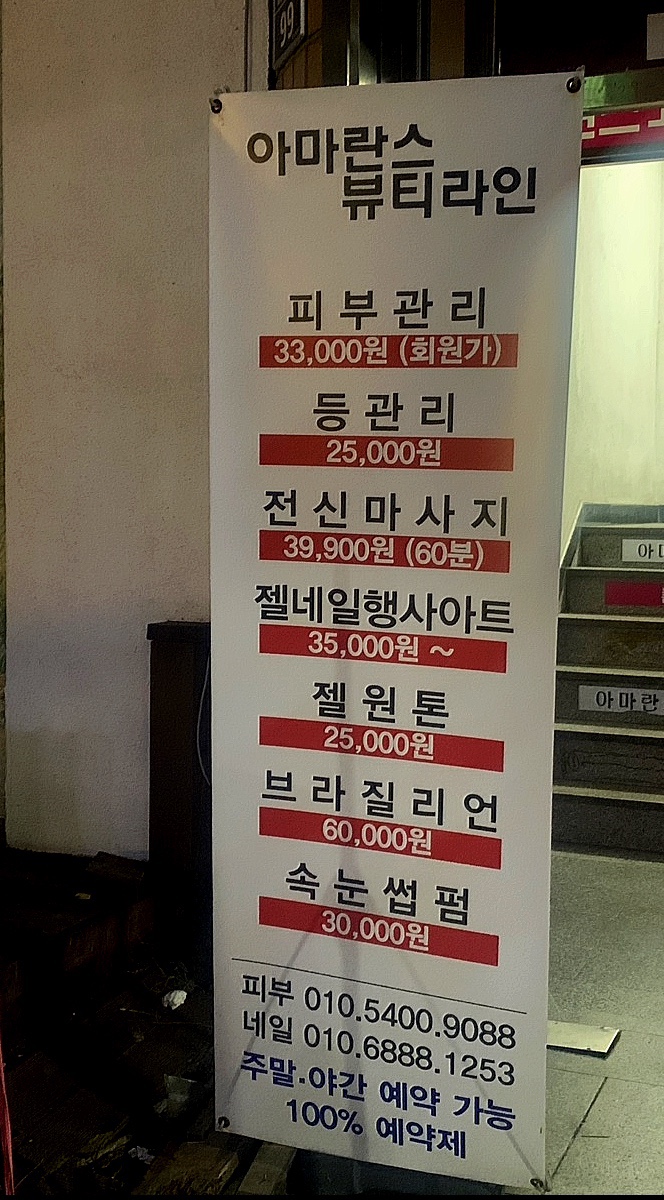 99
아마란스
뷰티라인
피부관리
33,000원 (회원가)
등관리
25,000원
전신마사지
39,900원 (60분)
젤네일행사아트
35,000원 ~
젤원톤
25,000원
브라질리언
60,000원
속눈썹펌
30,000원
피부 010.5400.9088
네일 010.6888.1253
주말·야간 예약 가능
100% 예약제
아마란